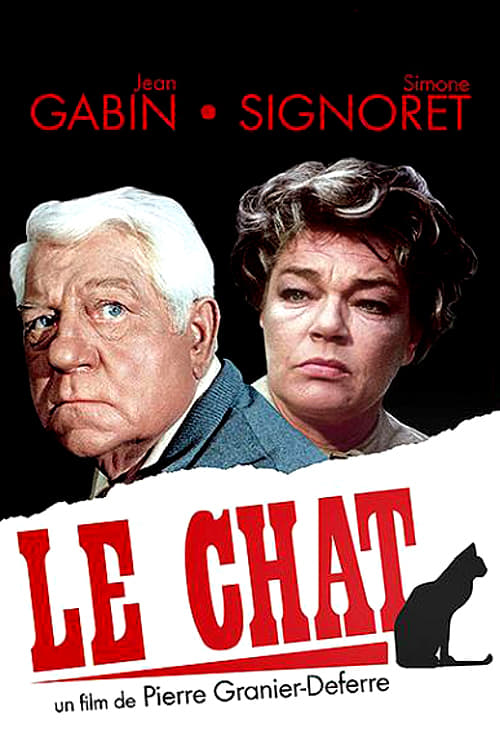 Jean Simone
GABIN • SIGNORET
LE CHAT
un film de Pierre Granier-Deferre